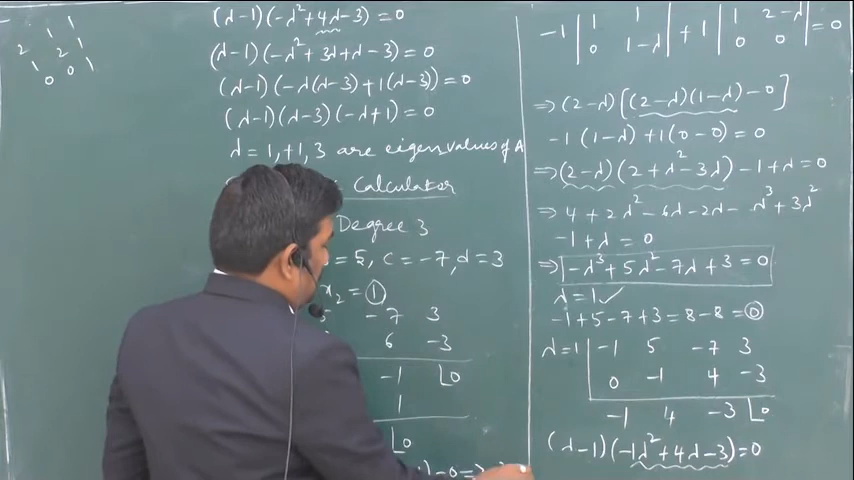 1 1
2 2 1
1 0 1
0
(λ-1)(-λ²+4λ-3)=0
(λ-1)(-λ²+3λ+λ-3)=0
(λ-1)(-λ(λ-3)+1(λ-3))=0
(λ-1)(λ-3)(-λ+1)=0
λ=1,+1,3 are eigenvalues of A
Calculator
Degree 3
=5, c=-7, d=3
x₂=①
-7 3
6 -3
-1 0
1
0
-1 |1 1; 0 1-λ| +1 |1 2-λ; 0 0| =0
⇒(2-λ)[(2-λ)(1-λ)-0]
-1(1-λ)+1(0-0)=0
⇒(2-λ)(2+λ²-3λ)-1+λ=0
⇒4+2λ²-6λ-2λ-λ³+3λ²
-1+λ=0
⇒-λ³+5λ²-7λ+3=0
λ=1✓
-1+5-7+3=8-8=⓪
λ=1 | -1 5 -7 3
0 -1 4 -3
-1 4 -3 0
(λ-1)(-1λ²+4λ-3)=0